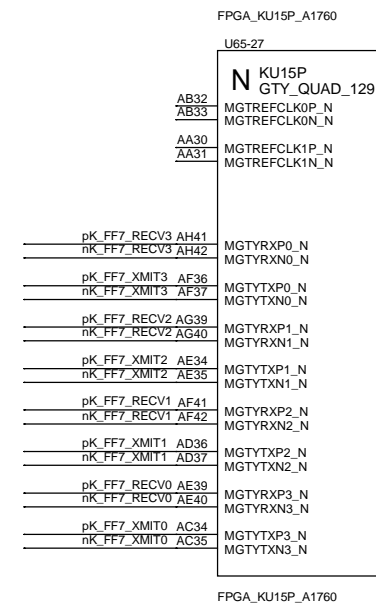 FPGA_KU15P_A1760
U65-27
N KU15P
GTY_QUAD_129
AB32 MGTREFCLK0P_N
AB33 MGTREFCLK0N_N
AA30 MGTREFCLK1P_N
AA31 MGTREFCLK1N_N
pK_FF7_RECV3 AH41 MGTYRXP0_N
nK_FF7_RECV3 AH42 MGTYRXN0_N
pK_FF7_XMIT3 AF36 MGTYTXP0_N
nK_FF7_XMIT3 AF37 MGTYTXN0_N
pK_FF7_RECV2 AG39 MGTYRXP1_N
nK_FF7_RECV2 AG40 MGTYRXN1_N
pK_FF7_XMIT2 AE34 MGTYTXP1_N
nK_FF7_XMIT2 AE35 MGTYTXN1_N
pK_FF7_RECV1 AF41 MGTYRXP2_N
nK_FF7_RECV1 AF42 MGTYRXN2_N
pK_FF7_XMIT1 AD36 MGTYTXP2_N
nK_FF7_XMIT1 AD37 MGTYTXN2_N
pK_FF7_RECV0 AE39 MGTYRXP3_N
nK_FF7_RECV0 AE40 MGTYRXN3_N
pK_FF7_XMIT0 AC34 MGTYTXP3_N
nK_FF7_XMIT0 AC35 MGTYTXN3_N
FPGA_KU15P_A1760